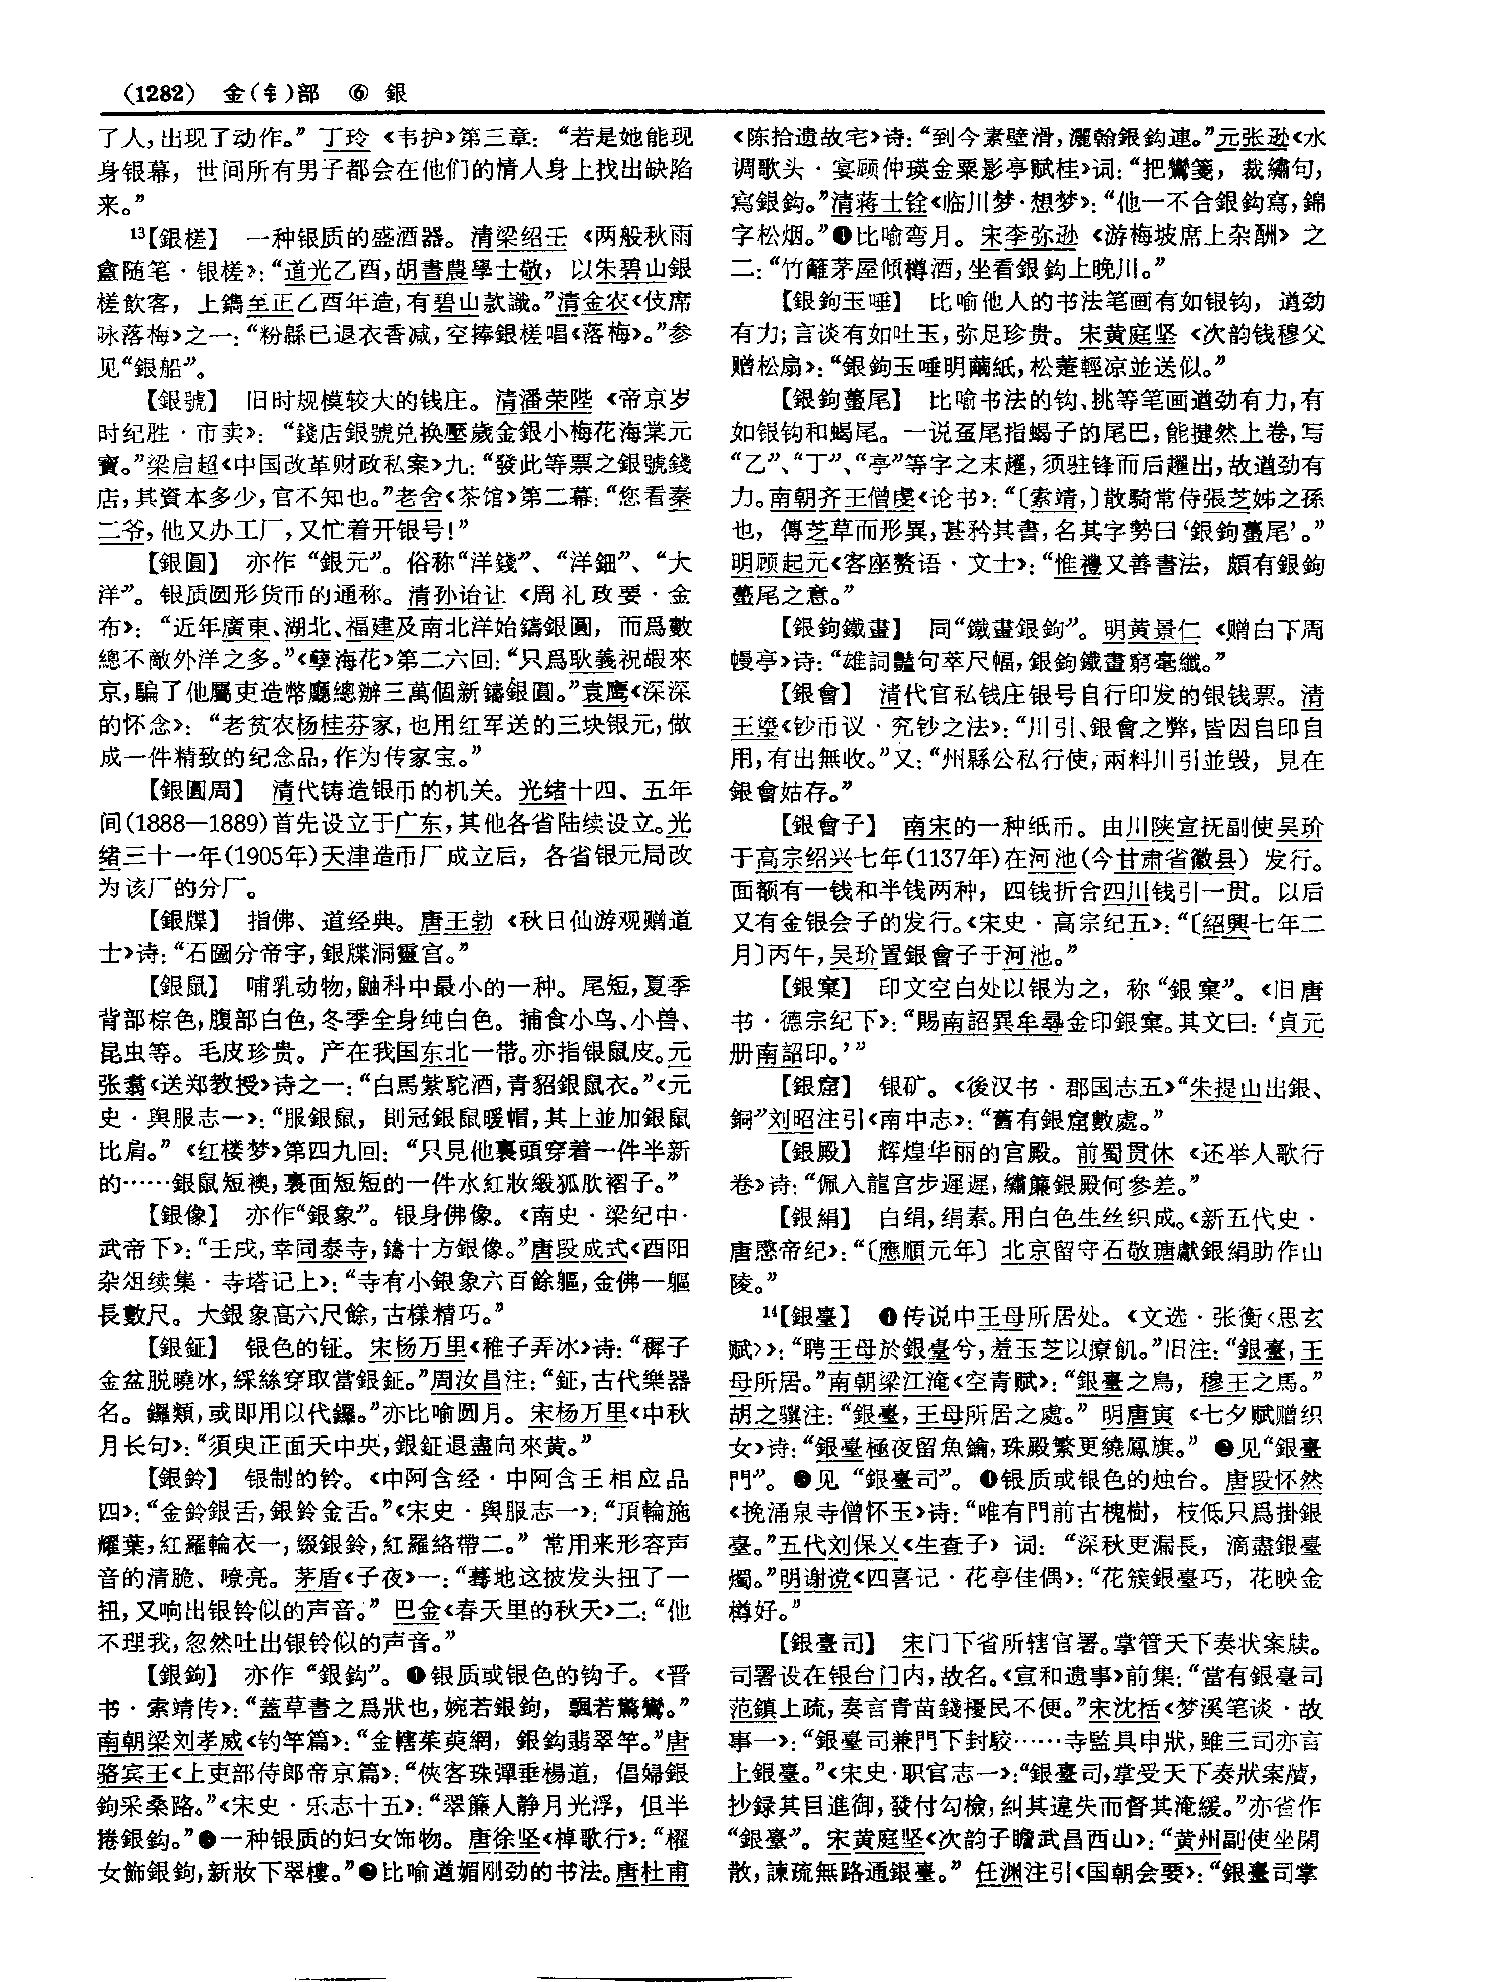 (1282) 金(钅)部 ⑥ 銀
了人,出现了动作。” 丁玲《韦护》第三章: “若是她能现
身银幕, 世间所有男子都会在他们的情人身上找出缺陷
来。”
13【銀槎】 一种银质的盛酒器。清梁绍壬《两般秋雨
盦随笔·银槎》:“道光乙酉,胡書農學士敬, 以朱碧山銀
槎飲客, 上鐫至正乙酉年造,有碧山款識。”清金农《伎席
咏落梅》之一:“粉緜已退衣香减,空捧銀槎唱《落梅》。”参
见“銀船”。
【銀號】 旧时规模较大的钱庄。清潘荣陛《帝京岁
时纪胜·市卖》: “錢店銀號兑换壓歲金銀小梅花海棠元
寶。”梁启超《中国改革财政私案》九:“發此等票之銀號錢
店,其資本多少,官不知也。”老舍《茶馆》第二幕:“您看秦
二爷,他又办工厂,又忙着开银号!”
【銀圓】 亦作“銀元”。俗称“洋錢”、“洋鈿”、“大
洋”。银质圆形货币的通称。清孙诒让《周礼政要·金
布》: “近年廣東、湖北、福建及南北洋始鑄銀圓, 而爲數
總不敵外洋之多。”《孽海花》第二六回:“只爲耿義祝嘏來
京,騙了他屬吏造幣廳總辦三萬個新鑄銀圓。”袁鹰《深深
的怀念》: “老贫农杨桂芬家,也用红军送的三块银元,做
成一件精致的纪念品,作为传家宝。”
【銀圓周】 清代铸造银币的机关。光绪十四、五年
间(1888—1889)首先设立于广东,其他各省陆续设立。光
绪三十一年(1905年)天津造币厂成立后, 各省银元局改
为该厂的分厂。
【銀牒】 指佛、道经典。唐王勃《秋日仙游观赠道
士》诗:“石圖分帝字,銀牒洞靈宫。”
【銀鼠】 哺乳动物,鼬科中最小的一种。尾短,夏季
背部棕色,腹部白色,冬季全身纯白色。捕食小鸟、小兽、
昆虫等。毛皮珍贵。产在我国东北一带。亦指银鼠皮。元
张翥《送郑教授》诗之一:“白馬紫駝酒,青貂銀鼠衣。”《元
史·舆服志一》:“服銀鼠, 則冠銀鼠暖帽,其上並加銀鼠
比肩。”《红楼梦》第四九回: “只見他裏頭穿着一件半新
的……銀鼠短襖,裏面短短的一件水紅妝缎狐肷褶子。”
【銀像】 亦作“銀象”。银身佛像。《南史·梁纪中·
武帝下》:“壬戌,幸同泰寺,鑄十方銀像。”唐段成式《酉阳
杂俎续集·寺塔记上》:“寺有小銀象六百餘軀,金佛一軀
長數尺。大銀象高六尺餘,古樣精巧。”
【銀鉦】 银色的钲。宋杨万里《稚子弄冰》诗:“稺子
金盆脱曉冰,綵絲穿取當銀鉦。”周汝昌注:“鉦,古代樂器
名。鑼類,或即用以代鑼。”亦比喻圆月。宋杨万里《中秋
月长句》:“須臾正面天中央,銀鉦退盡向來黄。”
【銀鈴】 银制的铃。《中阿含经·中阿含王相应品
四》:“金鈴銀舌,銀鈴金舌。”《宋史·舆服志一》:“頂輪施
耀葉,紅羅輪衣一,綴銀鈴,紅羅絡帶二。” 常用来形容声
音的清脆、嘹亮。茅盾《子夜》一:“蓦地这披发头扭了一
扭,又响出银铃似的声音。” 巴金《春天里的秋天》二:“他
不理我,忽然吐出银铃似的声音。”
【銀鉤】 亦作“銀鈎”。❶银质或银色的钩子。《晋
书·索靖传》:“蓋草書之爲狀也,婉若銀鉤, 飄若驚鸞。”
南朝梁刘孝威《钓竿篇》:“金轄茱萸網, 銀鈎翡翠竿。”唐
骆宾王《上吏部侍郎帝京篇》:“俠客珠彈垂楊道, 倡婦銀
鉤采桑路。”《宋史·乐志十五》:“翠簾人静月光浮, 但半
捲銀鈎。”❷一种银质的妇女饰物。唐徐坚《棹歌行》:“櫂
女飾銀鉤,新妝下翠樓。”❸比喻遒媚刚劲的书法。唐杜甫
《陈拾遗故宅》诗:“到今素壁滑,灑翰銀鈎連。”元张逊《水
调歌头·宴顾仲瑛金粟影亭赋桂》词:“把鸞箋, 裁繡句,
寫銀鈎。”清蒋士铨《临川梦·想梦》:“他一不合銀鈎寫,錦
字松烟。”❹比喻弯月。宋李弥逊《游梅坡席上杂酬》之
二:“竹籬茅屋傾樽酒,坐看銀鈎上晚川。”
【銀鉤玉唾】 比喻他人的书法笔画有如银钩, 遒劲
有力;言谈有如吐玉,弥足珍贵。宋黄庭坚《次韵钱穆父
赠松扇》:“銀鉤玉唾明繭紙,松箑輕凉並送似。”
【銀鉤蠆尾】 比喻书法的钩、挑等笔画遒劲有力,有
如银钩和蝎尾。一说虿尾指蝎子的尾巴,能揵然上卷,写
“乙”、“丁”、“亭”等字之末趯,须驻锋而后趯出,故遒劲有
力。南朝齐王僧虔《论书》:“〔索靖,〕散騎常侍張芝姊之孫
也, 傳芝草而形異,甚矜其書,名其字勢曰‘銀鉤蠆尾’。”
明顾起元《客座赘语·文士》:“惟禮又善書法, 頗有銀鉤
蠆尾之意。”
【銀鉤鐵畫】 同“鐵畫銀鉤”。明黄景仁《赠白下周
幔亭》诗:“雄詞豔句萃尺幅,銀鉤鐵畫窮毫纖。”
【銀會】 清代官私钱庄银号自行印发的银钱票。清
王瑬《钞币议·究钞之法》:“川引、銀會之弊,皆因自印自
用,有出無收。”又:“州縣公私行使,兩料川引並毁, 見在
銀會姑存。”
【銀會子】 南宋的一种纸币。由川陕宣抚副使吴玠
于高宗绍兴七年(1137年)在河池(今甘肃省徽县) 发行。
面额有一钱和半钱两种, 四钱折合四川钱引一贯。以后
又有金银会子的发行。《宋史·高宗纪五》:“〔紹興七年二
月〕丙午,吴玠置銀會子于河池。”
【銀窠】 印文空白处以银为之, 称“銀窠”。《旧唐
书·德宗纪下》:“賜南詔異牟尋金印銀窠。其文曰:‘貞元
册南詔印。’”
【銀窟】 银矿。《後汉书·郡国志五》“朱提山出銀、
銅”刘昭注引《南中志》:“舊有銀窟數處。”
【銀殿】 辉煌华丽的宫殿。前蜀贯休《还举人歌行
卷》诗:“佩入龍宫步遲遲,繡簾銀殿何參差。”
【銀絹】 白绢,绢素。用白色生丝织成。《新五代史·
唐愍帝纪》:“〔應順元年〕 北京留守石敬瑭獻銀絹助作山
陵。”
14【銀臺】 ❶传说中王母所居处。《文选·张衡〈思玄
赋〉》:“聘王母於銀臺兮,羞玉芝以療飢。”旧注:“銀臺,王
母所居。”南朝梁江淹《空青赋》:“銀臺之鳥, 穆王之馬。”
胡之骥注:“銀臺,王母所居之處。” 明唐寅《七夕赋赠织
女》诗:“銀臺極夜留魚鑰,珠殿繁更繞鳳旗。” ❷见“銀臺
門”。❸见“銀臺司”。❹银质或银色的烛台。唐段怀然
《挽涌泉寺僧怀玉》诗:“唯有門前古槐樹, 枝低只爲掛銀
臺。”五代刘保乂《生查子》词: “深秋更漏長, 滴盡銀臺
燭。”明谢谠《四喜记·花亭佳偶》:“花簇銀臺巧, 花映金
樽好。”
【銀臺司】 宋门下省所辖官署。掌管天下奏状案牍。
司署设在银台门内,故名。《宣和遗事》前集:“當有銀臺司
范鎮上疏,奏言青苗錢擾民不便。”宋沈括《梦溪笔谈·故
事一》:“銀臺司兼門下封駮……寺監具申狀,雖三司亦言
上銀臺。”《宋史·职官志一》:“銀臺司,掌受天下奏狀案牘,
抄録其目進御,發付勾檢,糾其違失而督其淹緩。”亦省作
“銀臺”。宋黄庭坚《次韵子瞻武昌西山》:“黄州副使坐閑
散,諫疏無路通銀臺。” 任渊注引《国朝会要》:“銀臺司掌